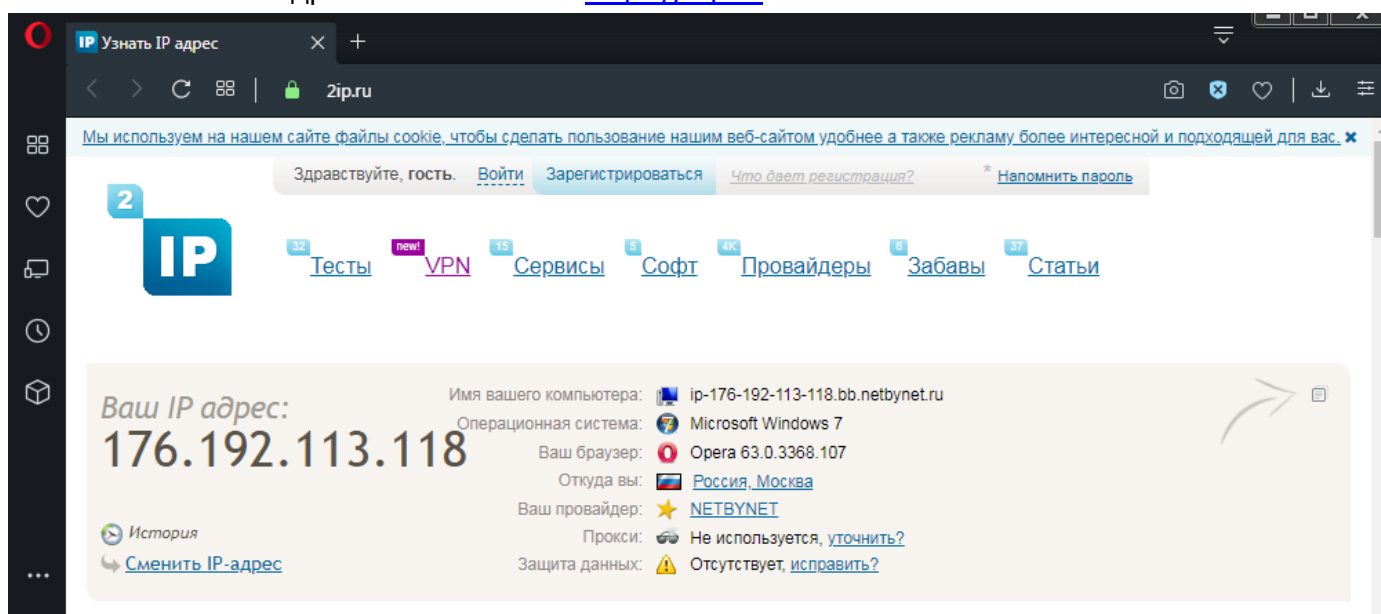 IP Узнать IP адрес
2ip.ru
Мы используем на нашем сайте файлы cookie, чтобы сделать пользование нашим веб-сайтом удобнее а также рекламу более интересной и подходящей для вас.
Здравствуйте, гость. Войти Зарегистрироваться Что дает регистрация? * Напомнить пароль
2
IP
32 Тесты new! VPN 15 Сервисы 5 Софт 4K Провайдеры 6 Забавы 37 Статьи
Ваш IP адрес:
176.192.113.118
История
Сменить IP-адрес
Имя вашего компьютера: ip-176-192-113-118.bb.netbynet.ru
Операционная система: Microsoft Windows 7
Ваш браузер: Opera 63.0.3368.107
Откуда вы: Россия, Москва
Ваш провайдер: NETBYNET
Прокси: Не используется, уточнить?
Защита данных: Отсутствует, исправить?